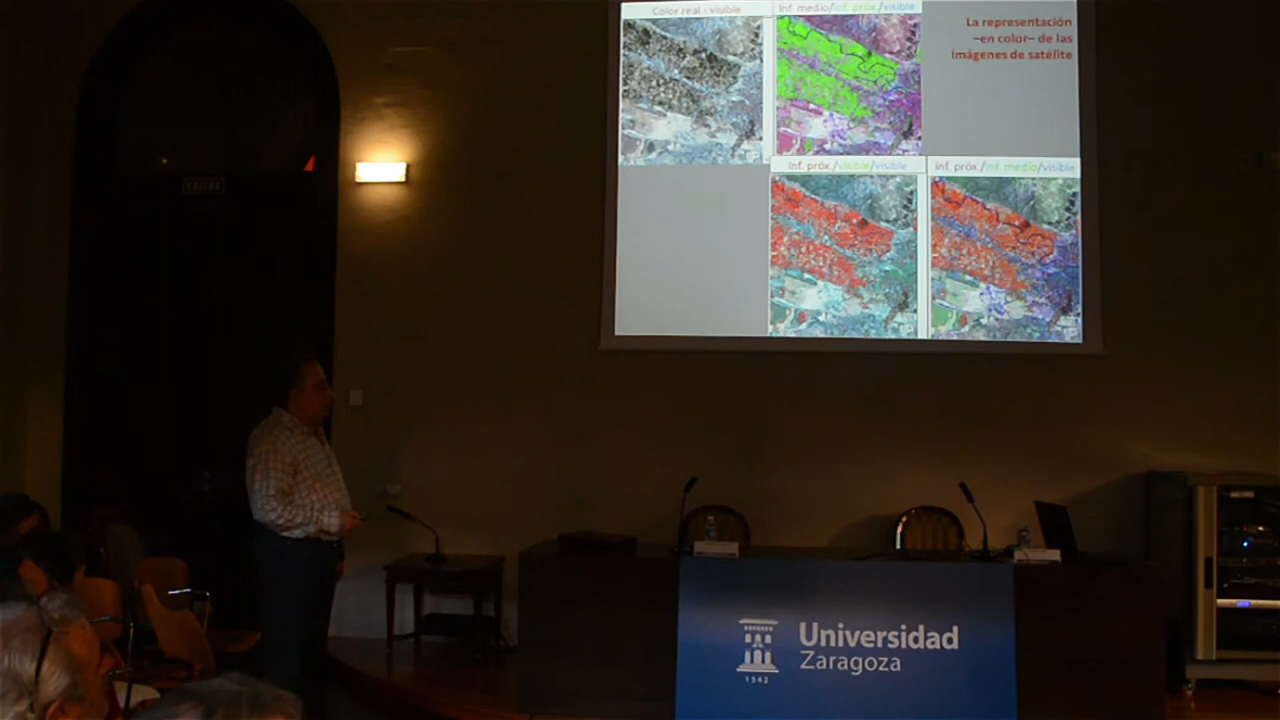 Color real - visible
inf. medio/inf. próx./visible
La representación
–en color– de las
imágenes de satélite
inf. próx./visible/visible
inf. próx./inf. medio/visible
SALIDA
Universidad
Zaragoza
1542